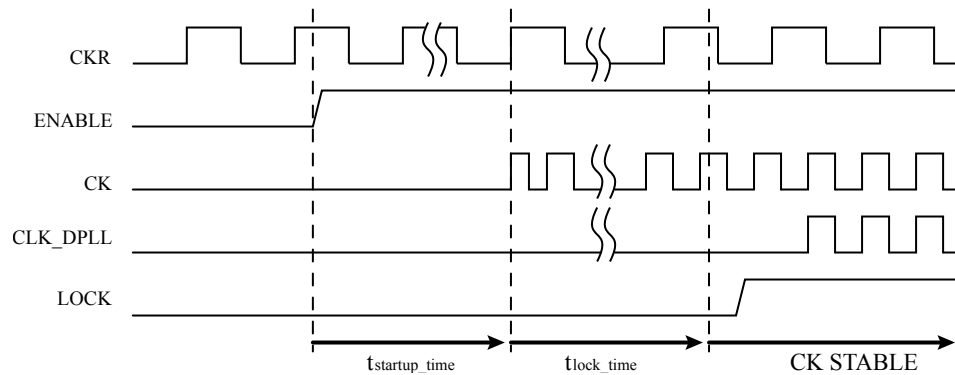 CKR
ENABLE
CK
CLK_DPLL
LOCK
tstartup_time
tlock_time
CK STABLE